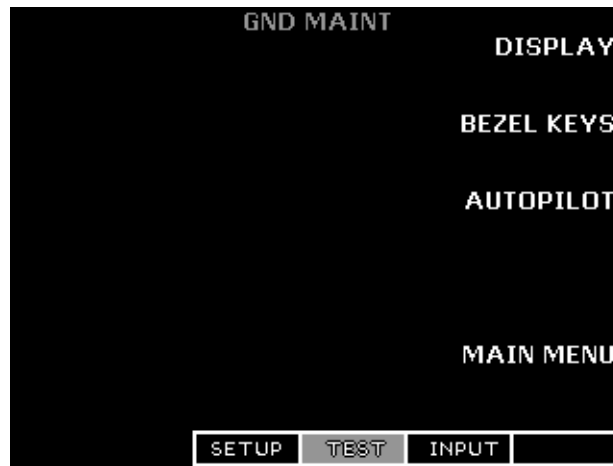 GND MAINT
DISPLAY
BEZEL KEYS
AUTOPILOT
MAIN MENU
SETUP TEST INPUT